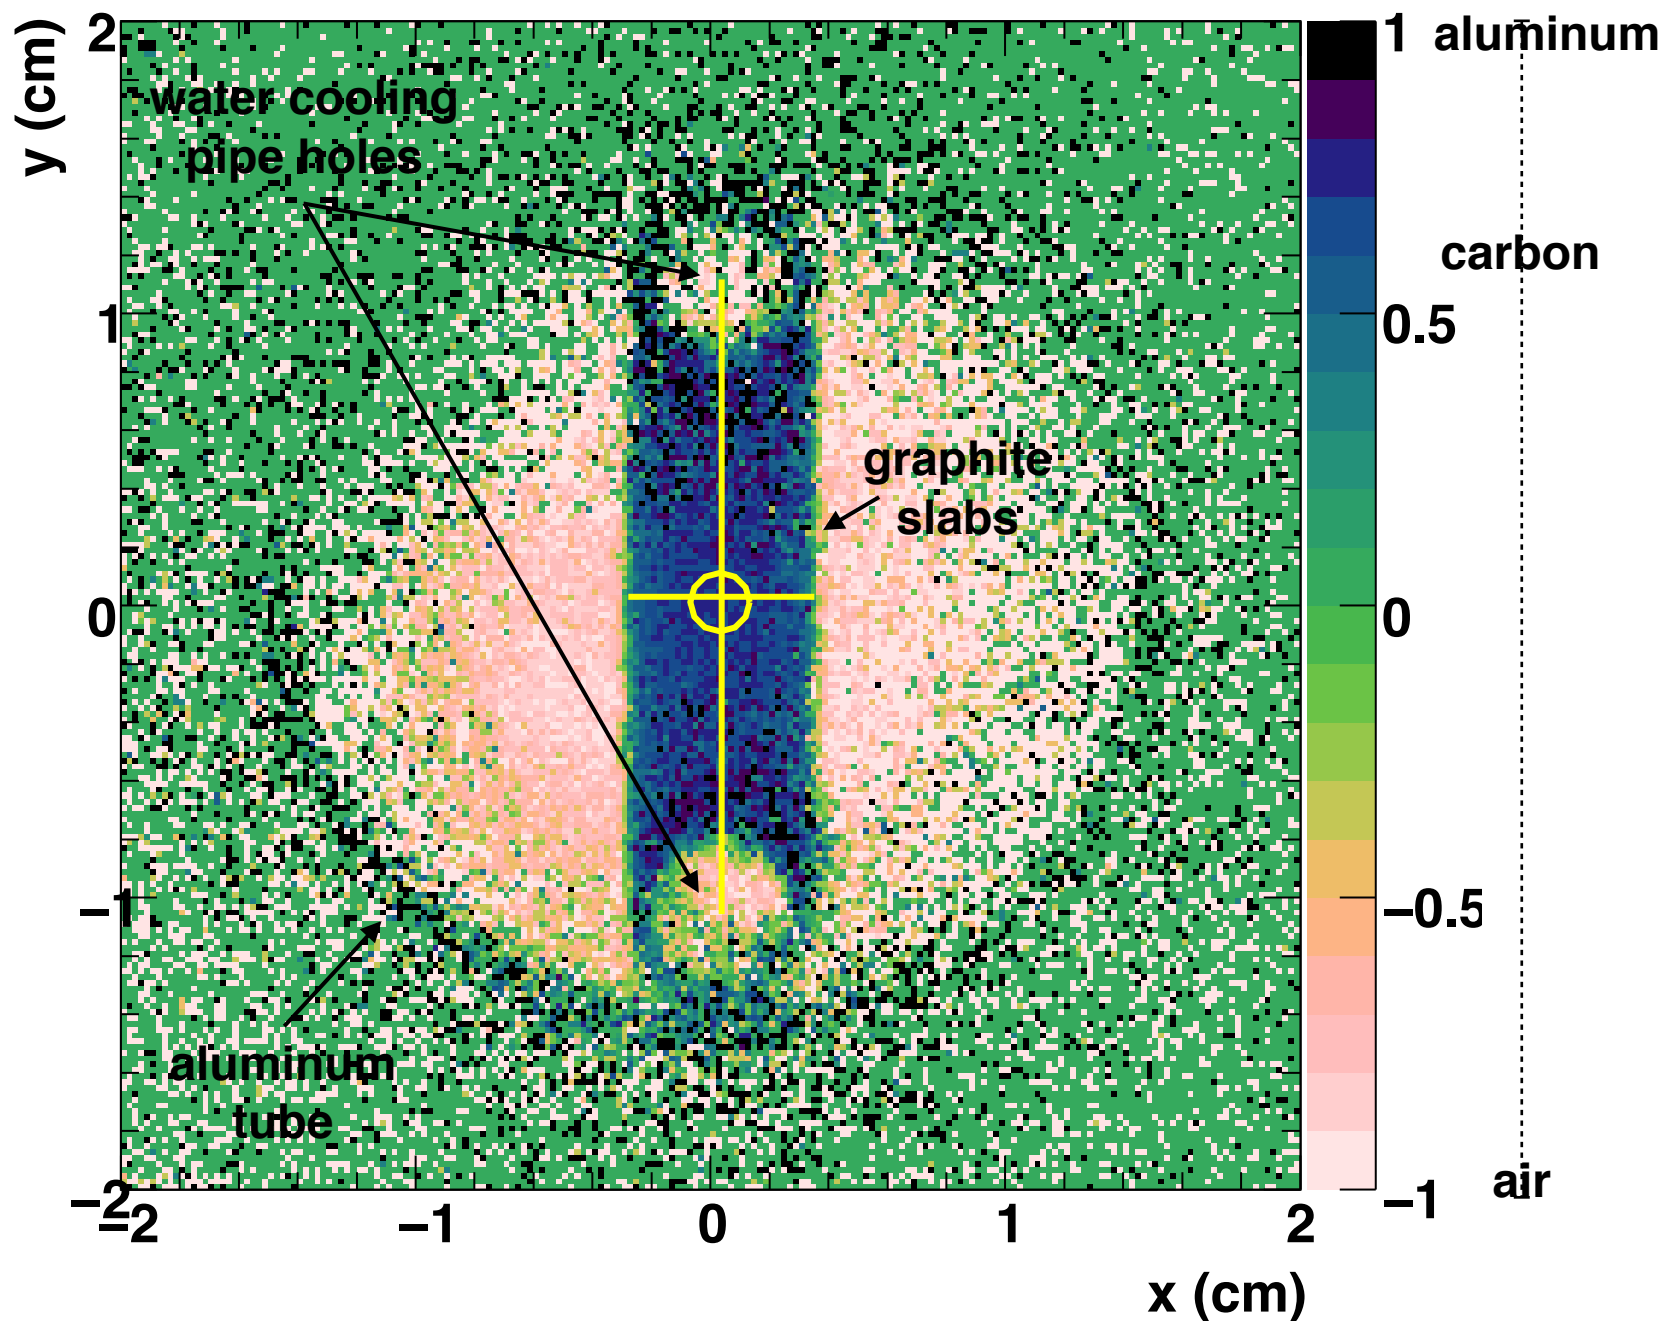 y (cm)
2
1
0
−1
−2
water cooling
pipe holes
graphite
slabs
aluminum
tube
−2
−1
0
1
2
x (cm)
1
0.5
0
−0.5
−1
aluminum
carbon
air